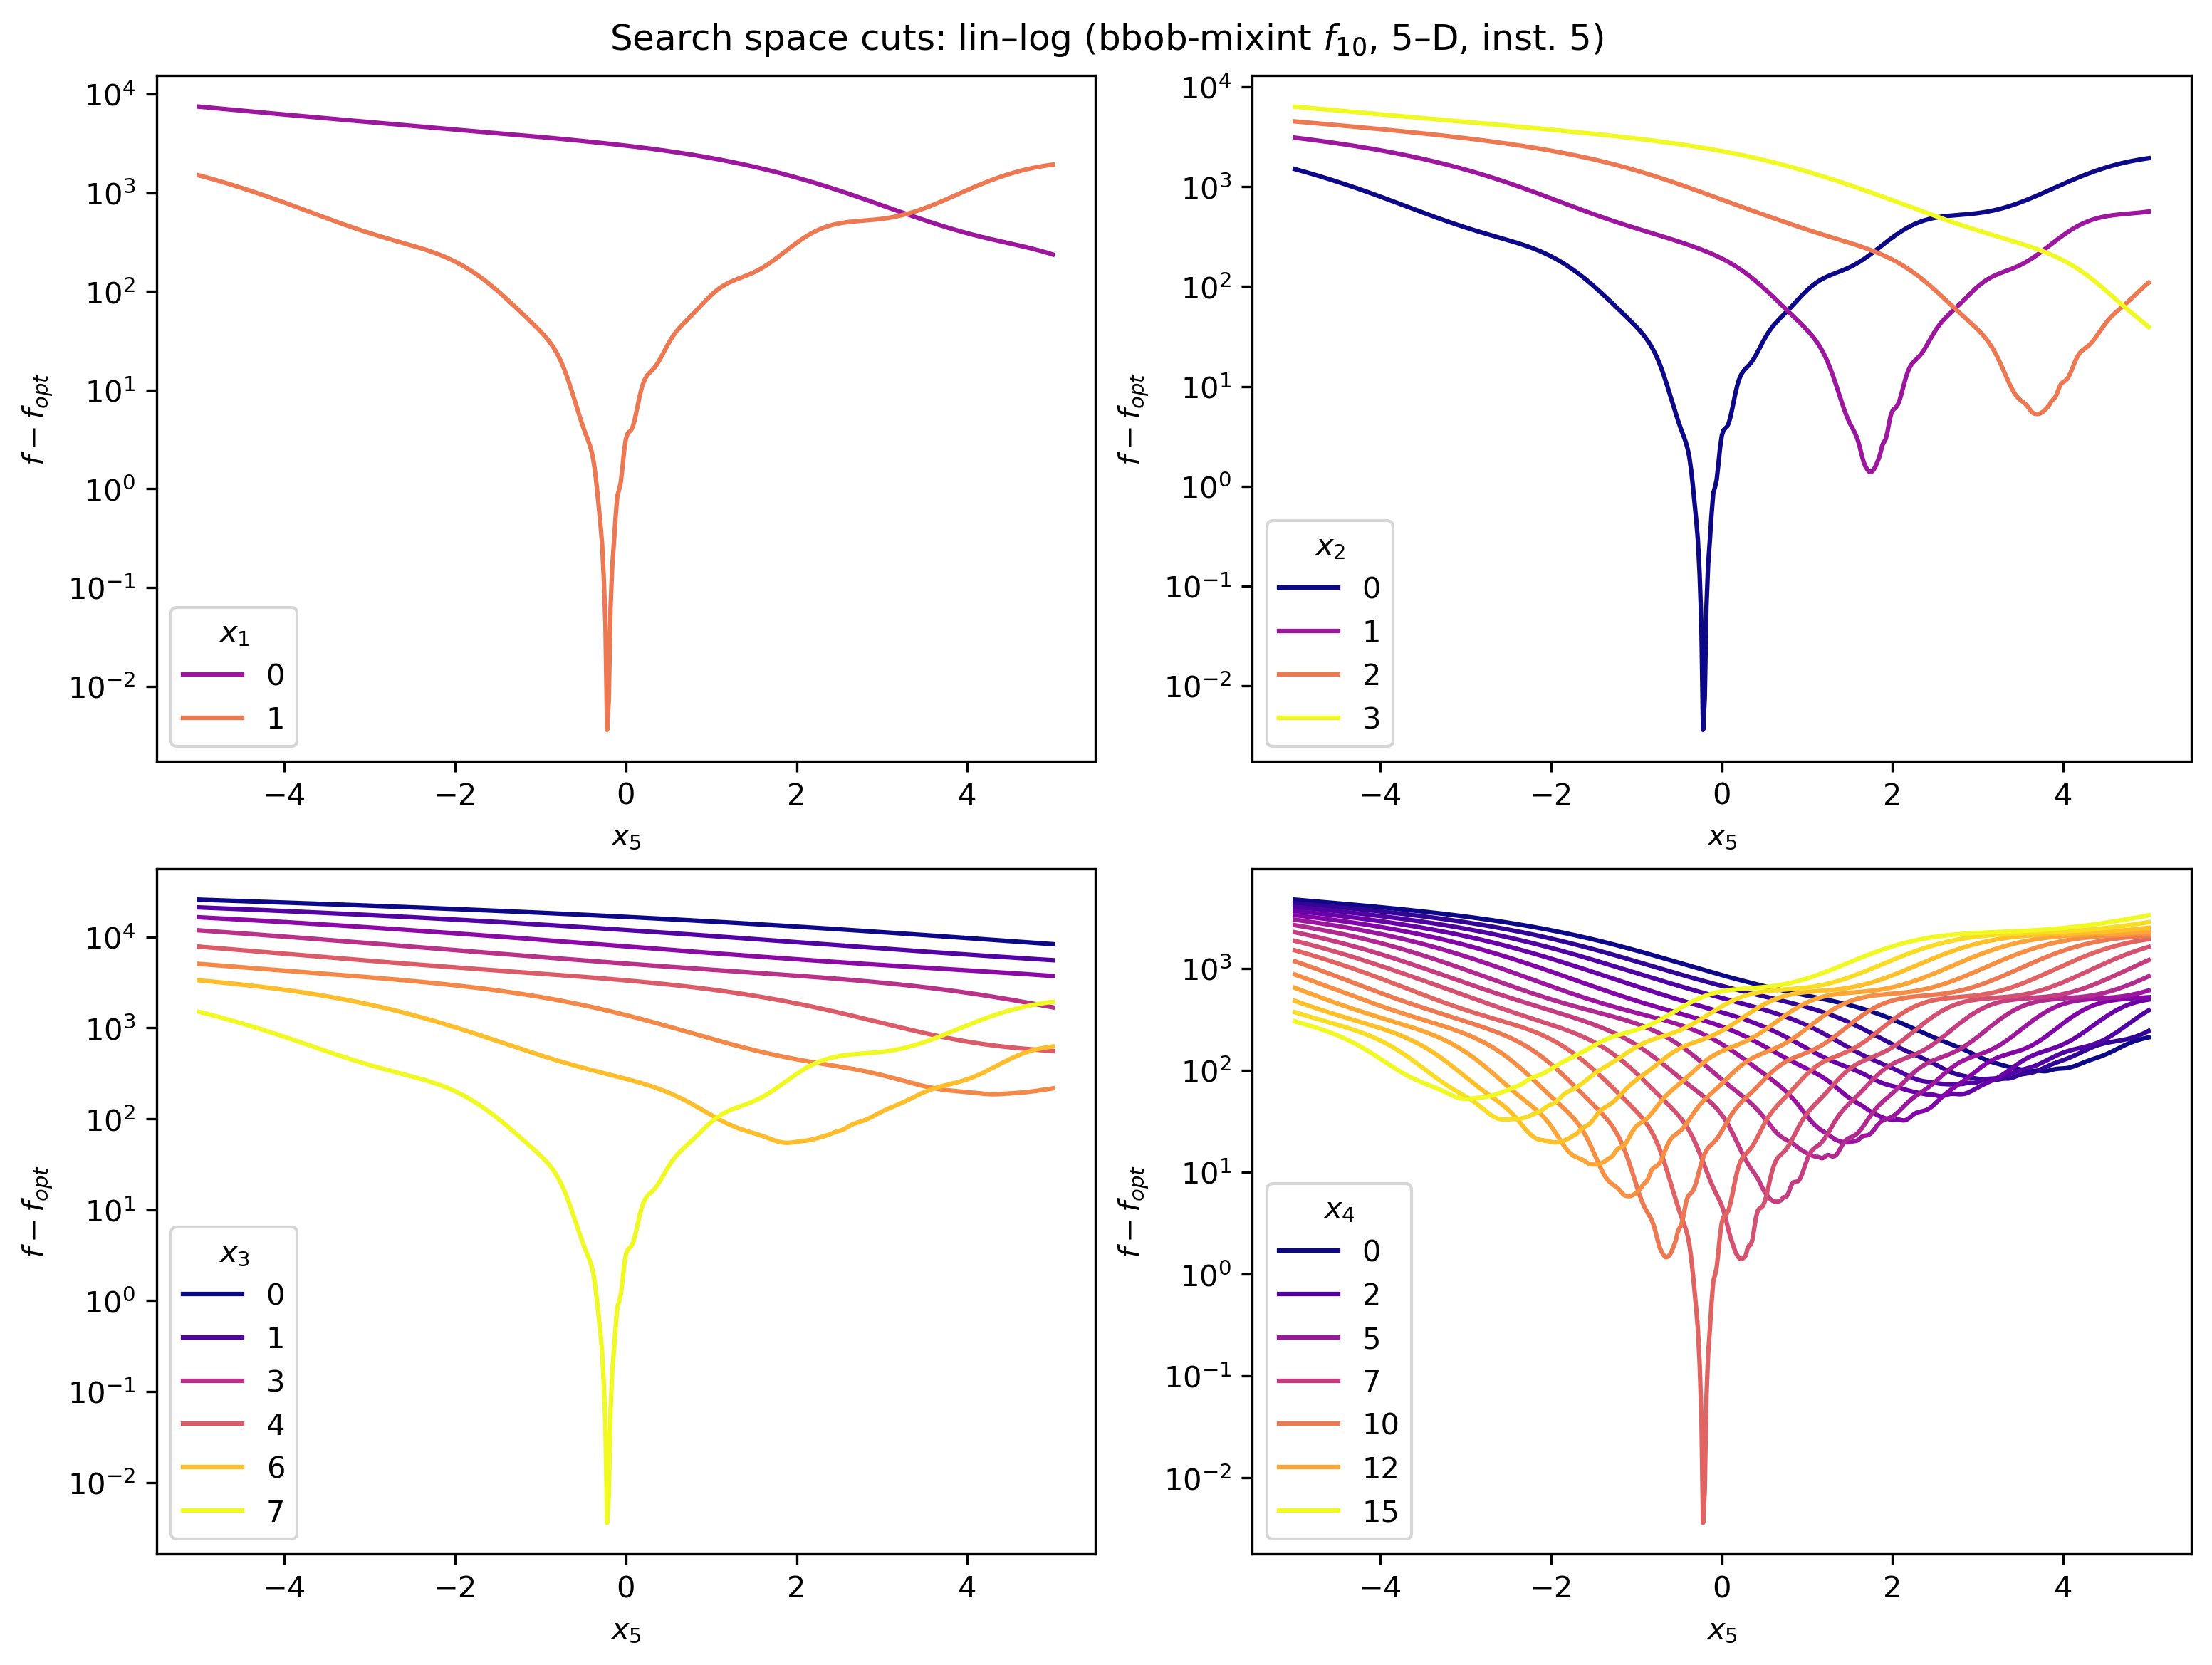 Search space cuts: lin–log (bbob-mixint f10, 5–D, inst. 5)
10^4
10^3
10^2
10^1
10^0
10^−1
10^−2
f − fopt
x1
0
1
−4 −2 0 2 4
x5
10^4
10^3
10^2
10^1
10^0
10^−1
10^−2
f − fopt
x2
0
1
2
3
−4 −2 0 2 4
x5
10^4
10^3
10^2
10^1
10^0
10^−1
10^−2
f − fopt
x3
0
1
3
4
6
7
−4 −2 0 2 4
x5
10^3
10^2
10^1
10^0
10^−1
10^−2
f − fopt
x4
0
2
5
7
10
12
15
−4 −2 0 2 4
x5